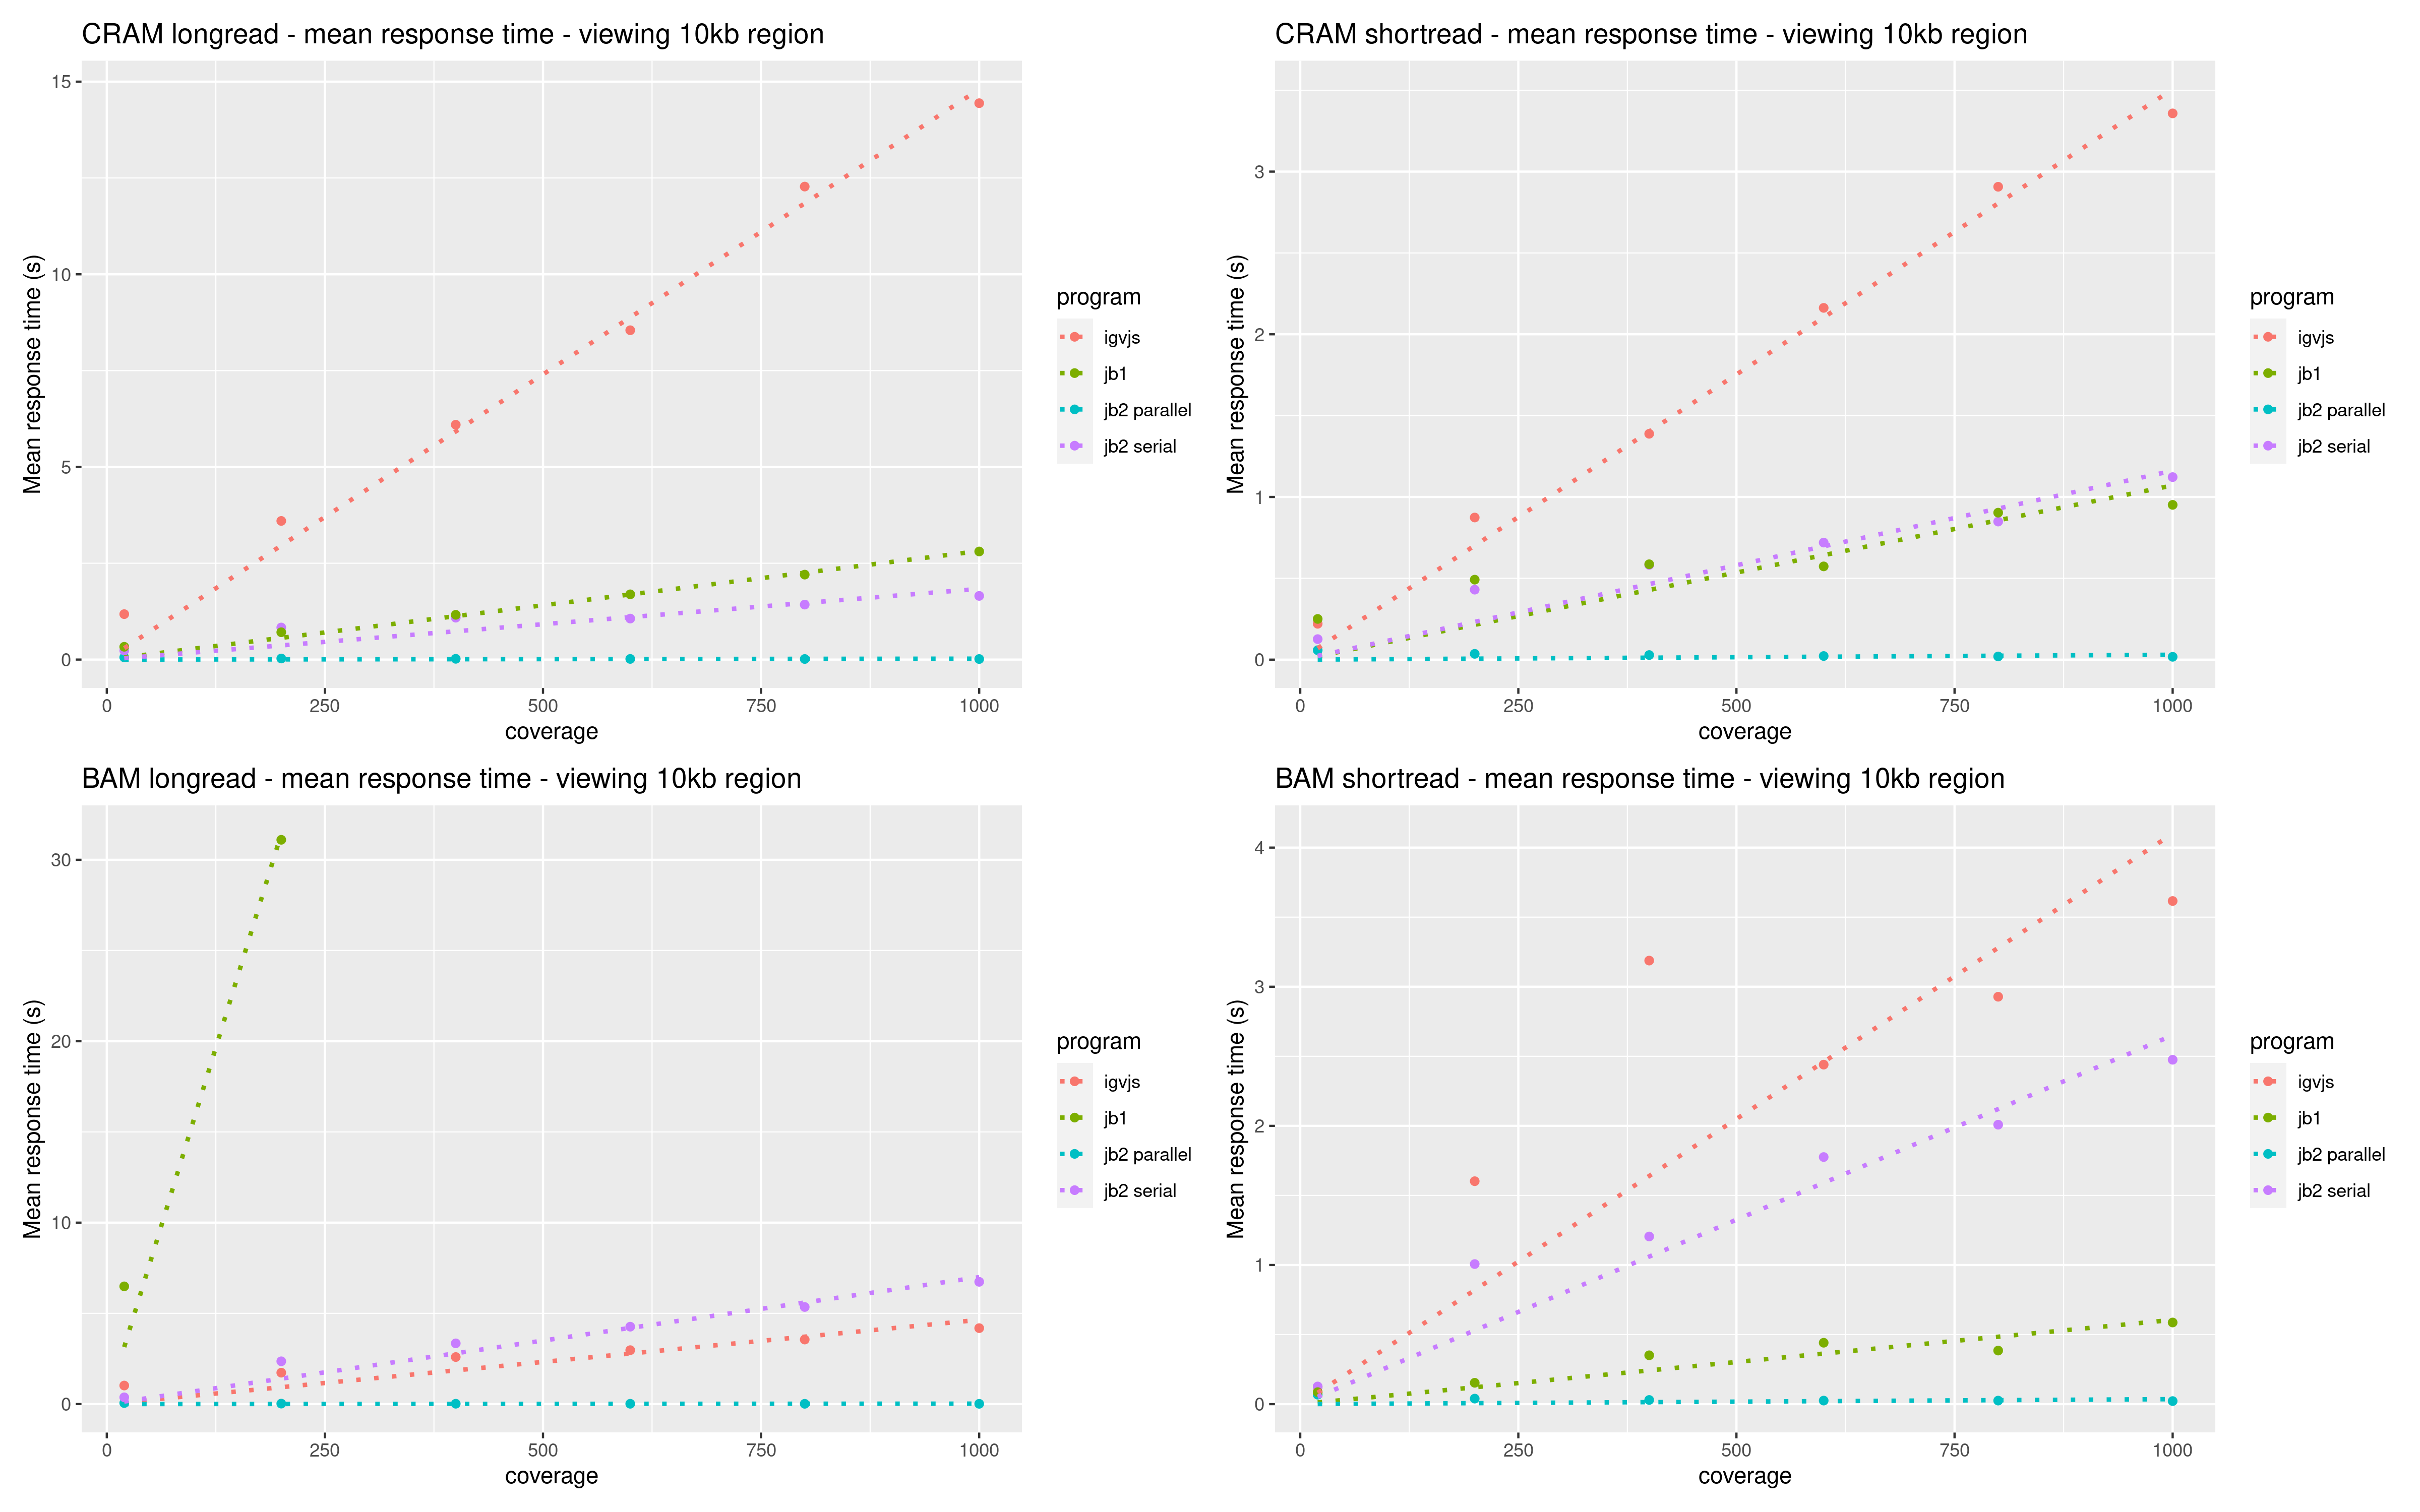 CRAM longread - mean response time - viewing 10kb region
Mean response time (s)
15
10
5
0
0 250 500 750 1000
coverage
program
igvjs
jb1
jb2 parallel
jb2 serial
CRAM shortread - mean response time - viewing 10kb region
Mean response time (s)
3
2
1
0
0 250 500 750 1000
coverage
program
igvjs
jb1
jb2 parallel
jb2 serial
BAM longread - mean response time - viewing 10kb region
Mean response time (s)
30
20
10
0
0 250 500 750 1000
coverage
program
igvjs
jb1
jb2 parallel
jb2 serial
BAM shortread - mean response time - viewing 10kb region
Mean response time (s)
4
3
2
1
0
0 250 500 750 1000
coverage
program
igvjs
jb1
jb2 parallel
jb2 serial